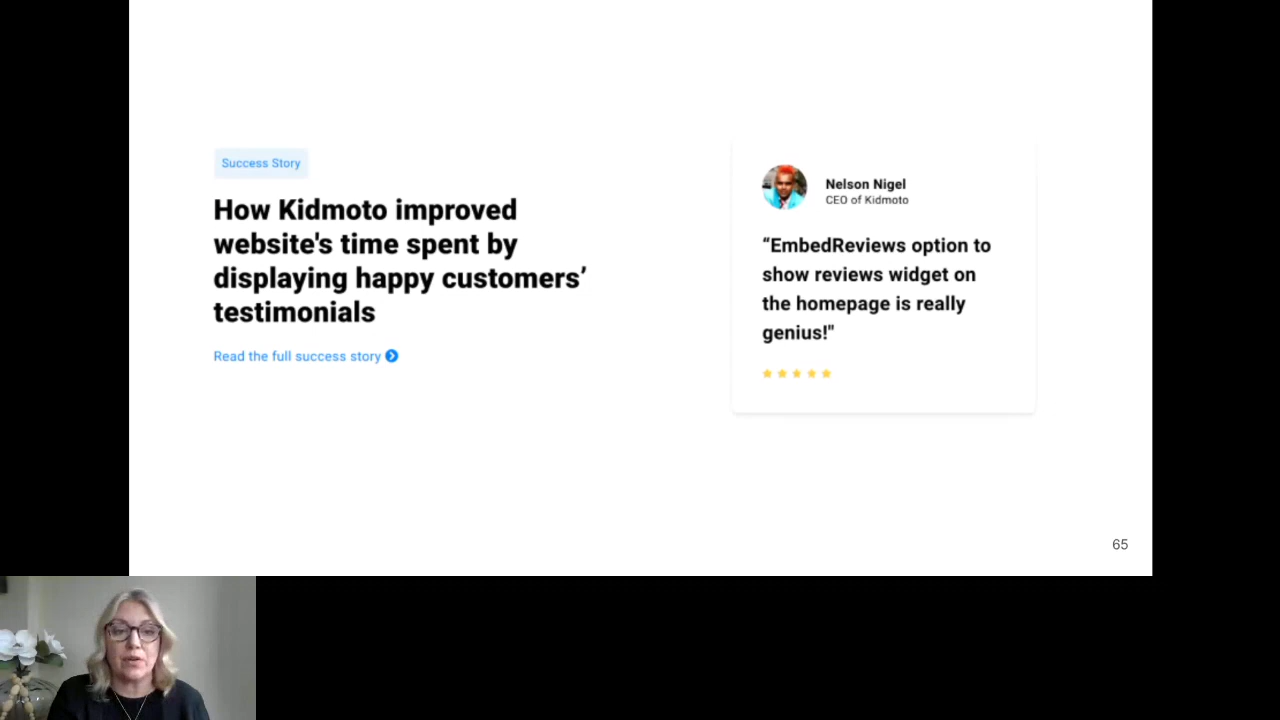 Success Story
How Kidmoto improved
website's time spent by
displaying happy customers’
testimonials
Read the full success story
Nelson Nigel
CEO of Kidmoto
“EmbedReviews option to
show reviews widget on
the homepage is really
genius!"
65